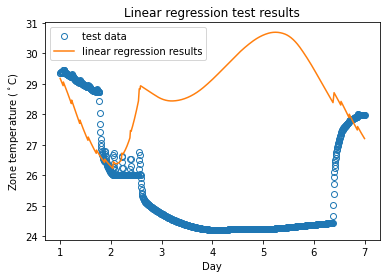 Linear regression test results
test data
linear regression results
Zone temperature (°C)
31
30
29
28
27
26
25
24
1 2 3 4 5 6 7
Day